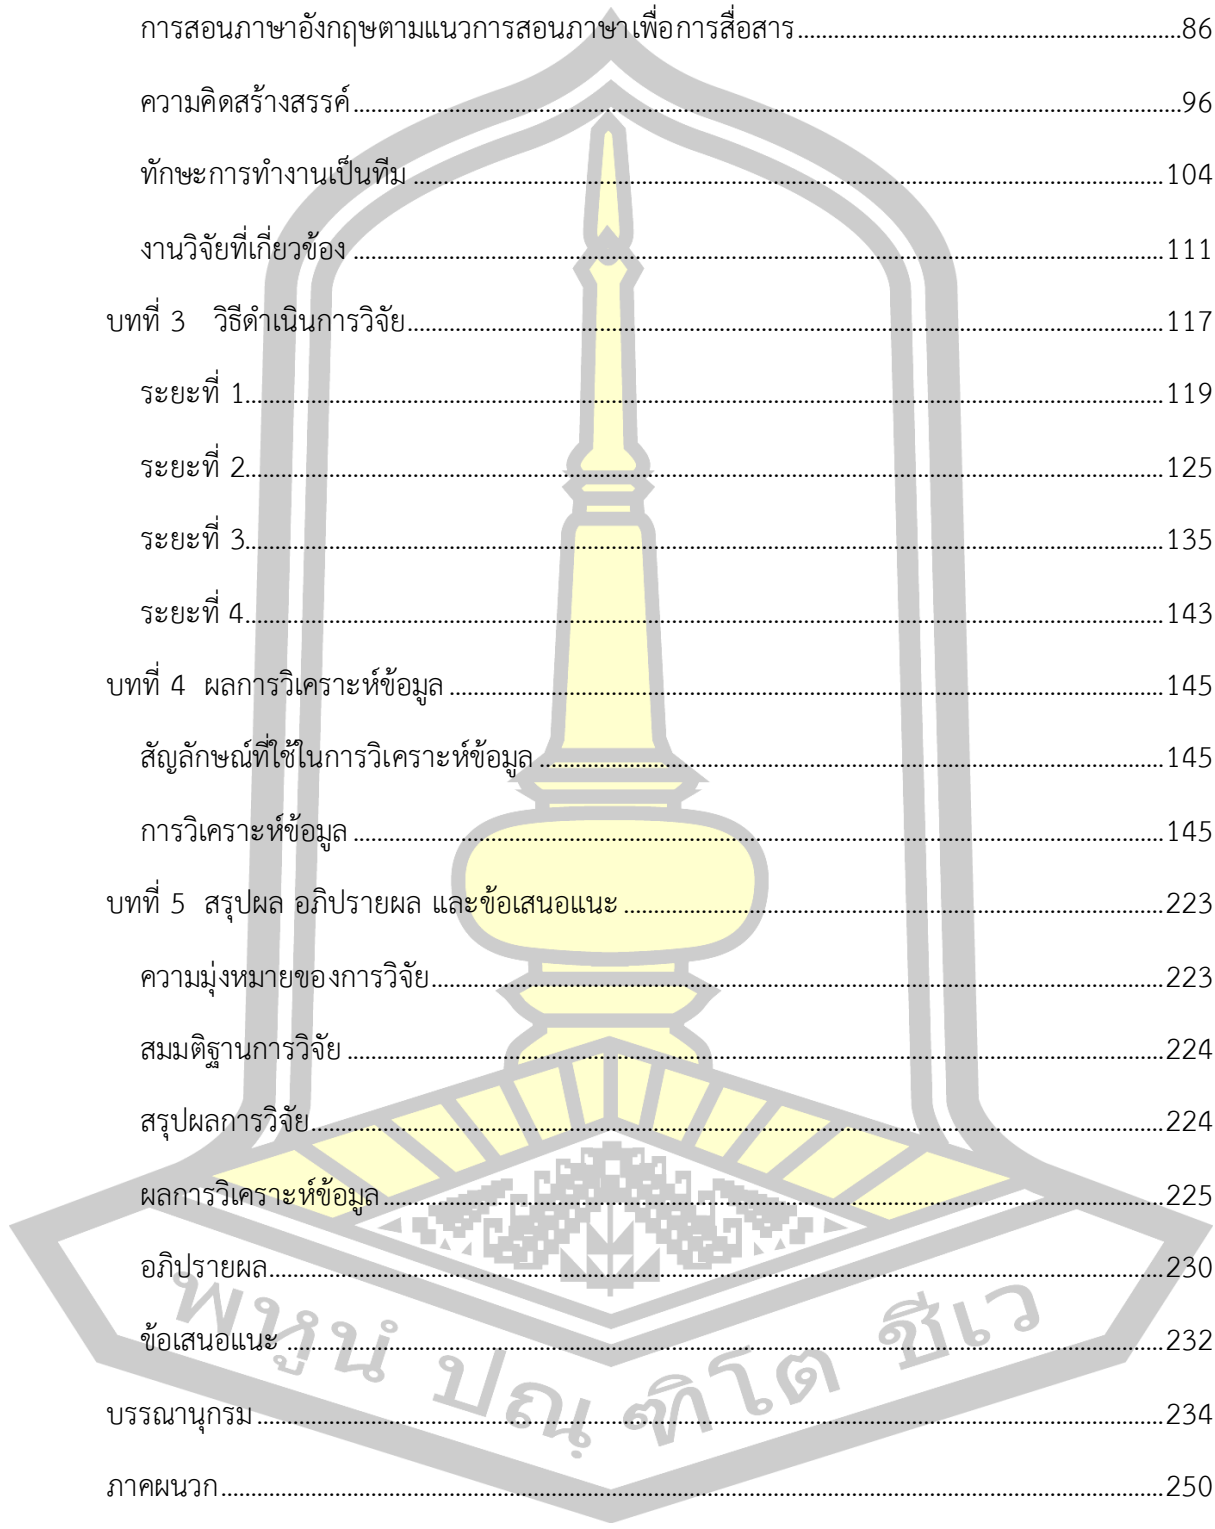 การสอนภาษาอังกฤษตามแนวการสอนภาษาเพื่อการสื่อสาร 86
ความคิดสร้างสรรค์ 96
ทักษะการทำงานเป็นทีม 104
งานวิจัยที่เกี่ยวข้อง 111
บทที่ 3 วิธีดำเนินการวิจัย 117
ระยะที่ 1 119
ระยะที่ 2 125
ระยะที่ 3 135
ระยะที่ 4 143
บทที่ 4 ผลการวิเคราะห์ข้อมูล 145
สัญลักษณ์ที่ใช้ในการวิเคราะห์ข้อมูล 145
การวิเคราะห์ข้อมูล 145
บทที่ 5 สรุปผล อภิปรายผล และข้อเสนอแนะ 223
ความมุ่งหมายของการวิจัย 223
สมมติฐานการวิจัย 224
สรุปผลการวิจัย 224
ผลการวิเคราะห์ข้อมูล 225
อภิปรายผล 230
ข้อเสนอแนะ 232
บรรณานุกรม 234
ภาคผนวก 250
พหูนํ ปณฺฑิโต ชีเว